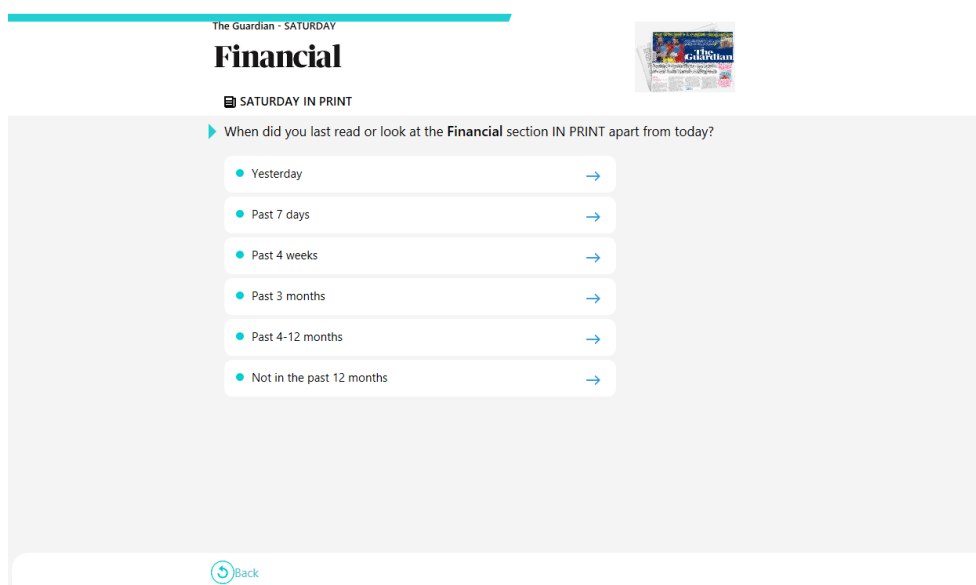 The Guardian - SATURDAY
Financial
The Guardian
SATURDAY IN PRINT
When did you last read or look at the Financial section IN PRINT apart from today?
Yesterday
Past 7 days
Past 4 weeks
Past 3 months
Past 4-12 months
Not in the past 12 months
Back